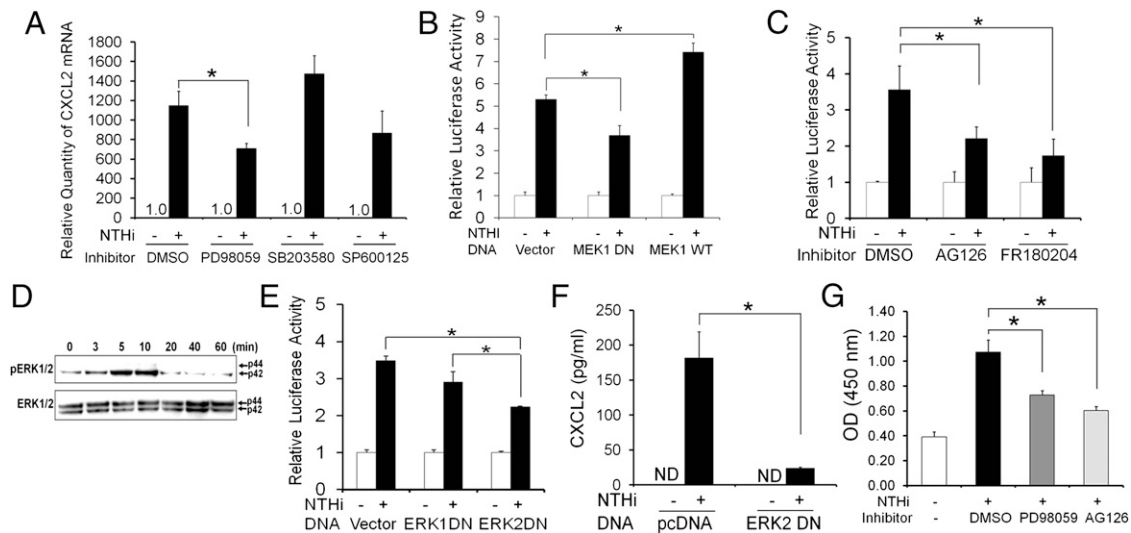 A
Relative Quantity of CXCL2 mRNA
1800
1600
1400
1200
1000
800
600
400
200
0
*
1.0 1.0 1.0 1.0
NTHi - + - + - + - +
Inhibitor DMSO PD98059 SB203580 SP600125
B
Relative Luciferase Activity
9
8
7
6
5
4
3
2
1
0
*
*
NTHI - + - + - +
DNA Vector MEK1 DN MEK1 WT
C
Relative Luciferase Activity
5
4
3
2
1
0
*
*
NTHi - + - + - +
Inhibitor DMSO AG126 FR180204
D
0 3 5 10 20 40 60 (min)
pERK1/2
p44
p42
ERK1/2
p44
p42
E
Relative Luciferase Activity
5
4
3
2
1
0
*
*
NTHi - + - + - +
DNA Vector ERK1DN ERK2DN
F
CXCL2 (pg/ml)
250
200
150
100
50
0
*
ND ND
NTHi - + - +
DNA pcDNA ERK2 DN
G
OD (450 nm)
1.40
1.20
1.00
0.80
0.60
0.40
0.20
0.00
*
*
NTHi - + + +
Inhibitor - DMSO PD98059 AG126